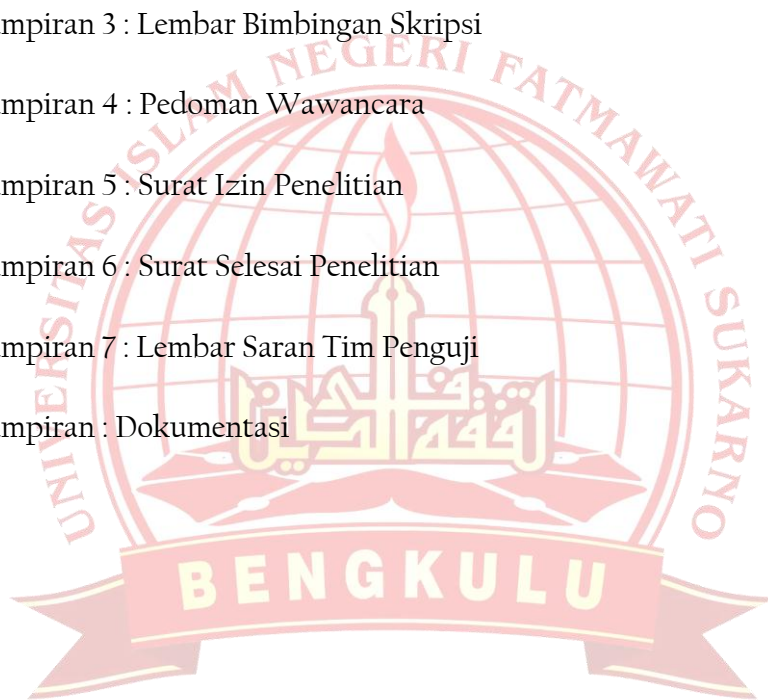 mpiran 3 : Lembar Bimbingan Skripsi
mpiran 4 : Pedoman Wawancara
mpiran 5 : Surat Izin Penelitian
mpiran 6 : Surat Selesai Penelitian
mpiran 7 : Lembar Saran Tim Penguji
mpiran : Dokumentasi
UNIVERSITAS ISLAM NEGERI FATMAWATI SUKARNO
BENGKULU